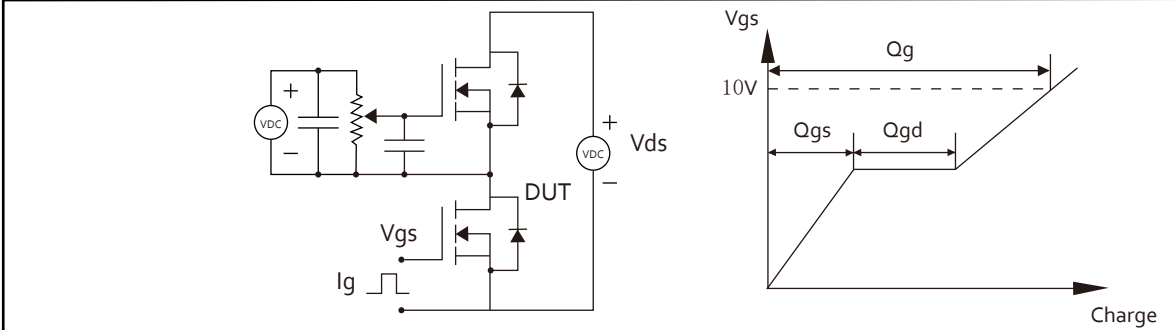 VDC
+
−
VDC
+
−
Vds
DUT
Vgs
Ig
Vgs
Qg
10V
Qgs
Qgd
Charge